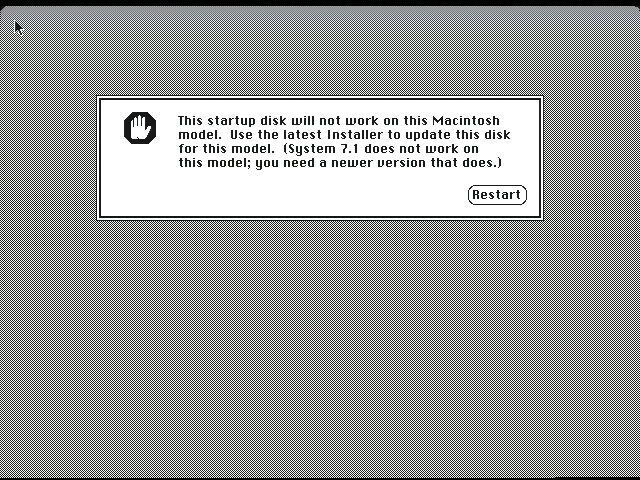 This startup disk will not work on this Macintosh
model.  Use the latest Installer to update this disk
for this model.  (System 7.1 does not work on
this model; you need a newer version that does.)
Restart